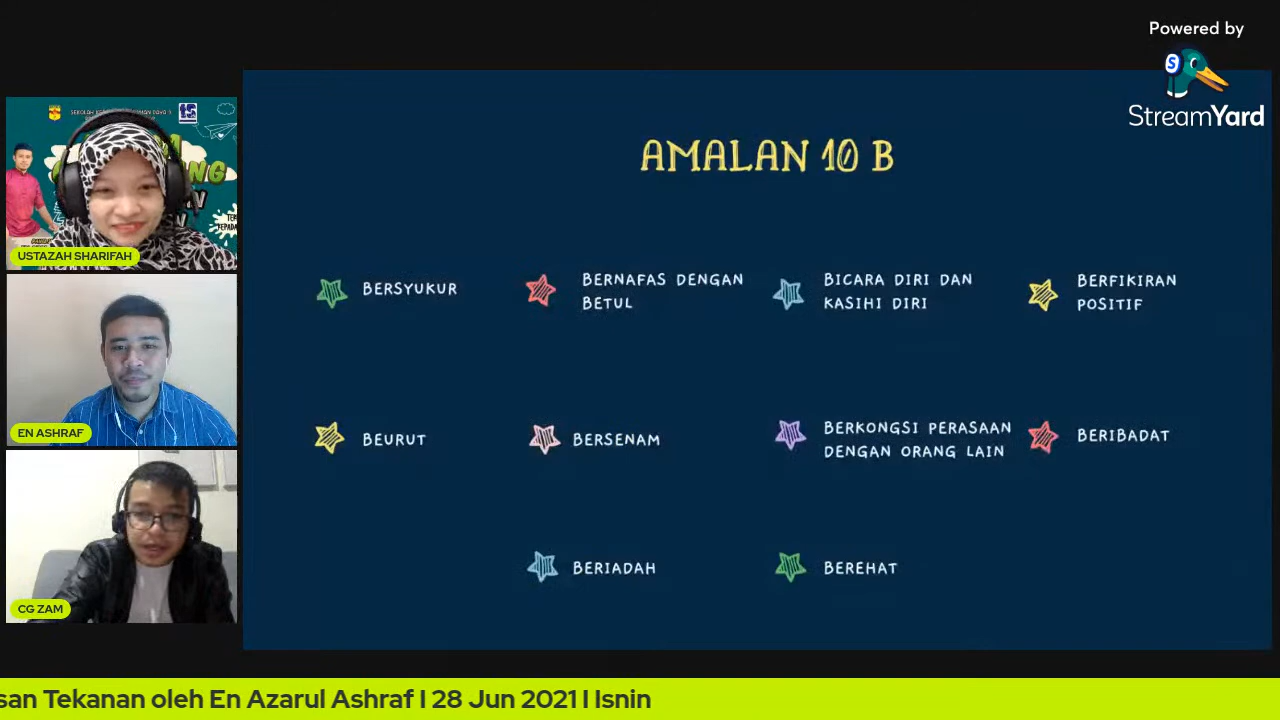 Powered by
StreamYard
AMALAN 10 B
BERSYUKUR
BERNAFAS DENGAN
BETUL
BICARA DIRI DAN
KASIHI DIRI
BERFIKIRAN
POSITIF
BEURUT
BERSENAM
BERKONGSI PERASAAN
DENGAN ORANG LAIN
BERIBADAT
BERIADAH
BEREHAT
USTAZAH SHARIFAH
EN ASHRAF
CG ZAM
san Tekanan oleh En Azarul Ashraf I 28 Jun 2021 I Isnin